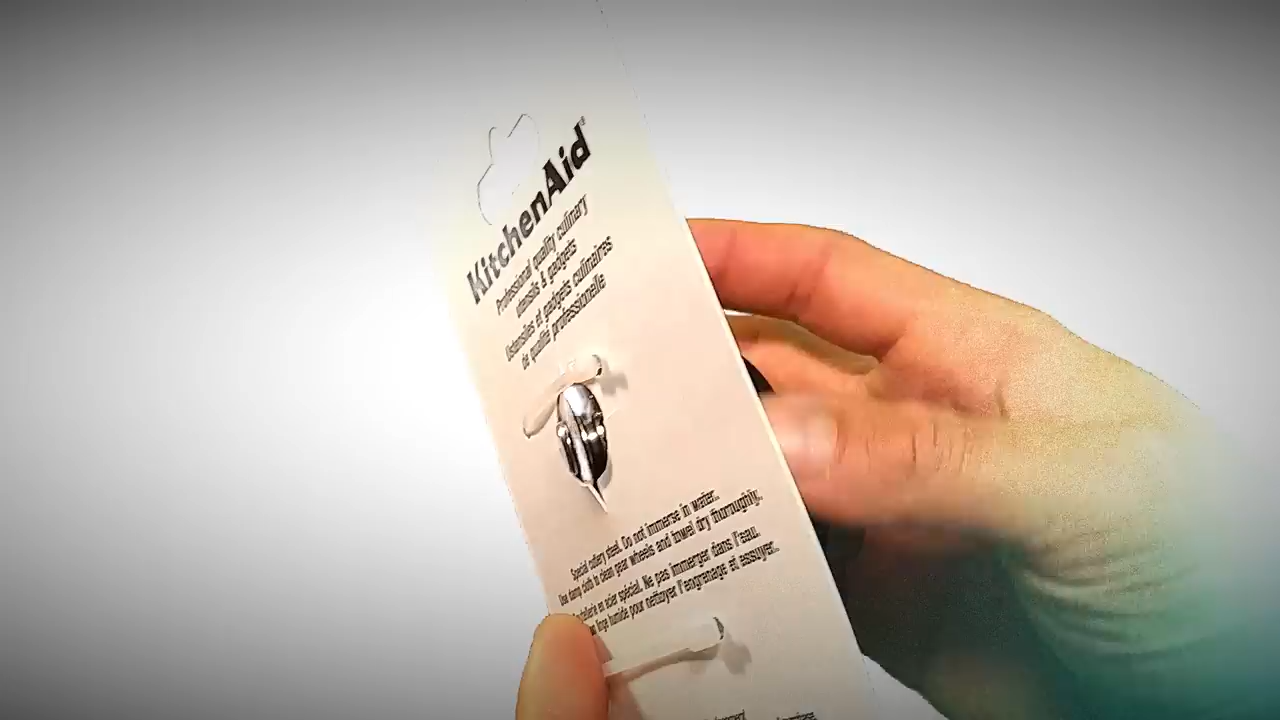 KitchenAid®
Professional quality culinary
utensils & gadgets
Ustensiles et gadgets culinaires
de qualité professionnelle
Special cutlery steel. Do not immerse in water.
Use damp cloth to clean gear wheels and towel dry thoroughly.
en acier spécial. Ne pas immerger dans l'eau.
linge humide pour nettoyer l'engrenage et essuyer.